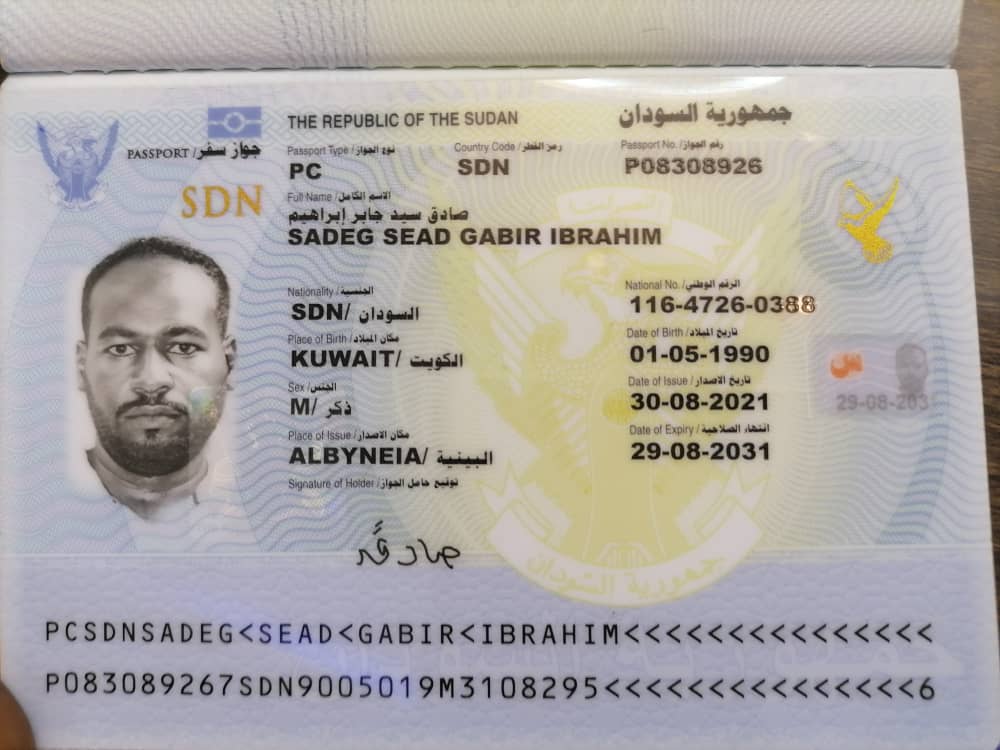 THE REPUBLIC OF THE SUDAN جمهورية السودان
PASSPORT / جواز سفر
Passport Type / نوع الجواز Country Code / رمز القطر Passport No. / رقم الجواز
PC SDN P08308926
SDN
Full Name / الاسم الكامل
صادق سيد جابر إبراهيم
SADEG SEAD GABIR IBRAHIM
Nationality / الجنسية National No. / الرقم الوطني
SDN/ السودان 116-4726-0388
Place of Birth / مكان الميلاد Date of Birth / تاريخ الميلاد
KUWAIT/ الكويت 01-05-1990
Sex / الجنس Date of Issue / تاريخ الاصدار
M/ ذكر 30-08-2021
29-08-203
Place of Issue / مكان الاصدار Date of Expiry / انتهاء الصلاحية
ALBYNEIA/ البينية 29-08-2031
Signature of Holder / توقيع حامل الجواز
صادق
جمهورية السودان
PCSDNSADEG<SEAD<GABIR<IBRAHIM<<<<<<<<<<<<<<<
P083089267SDN9005019M3108295<<<<<<<<<<<<<<<6